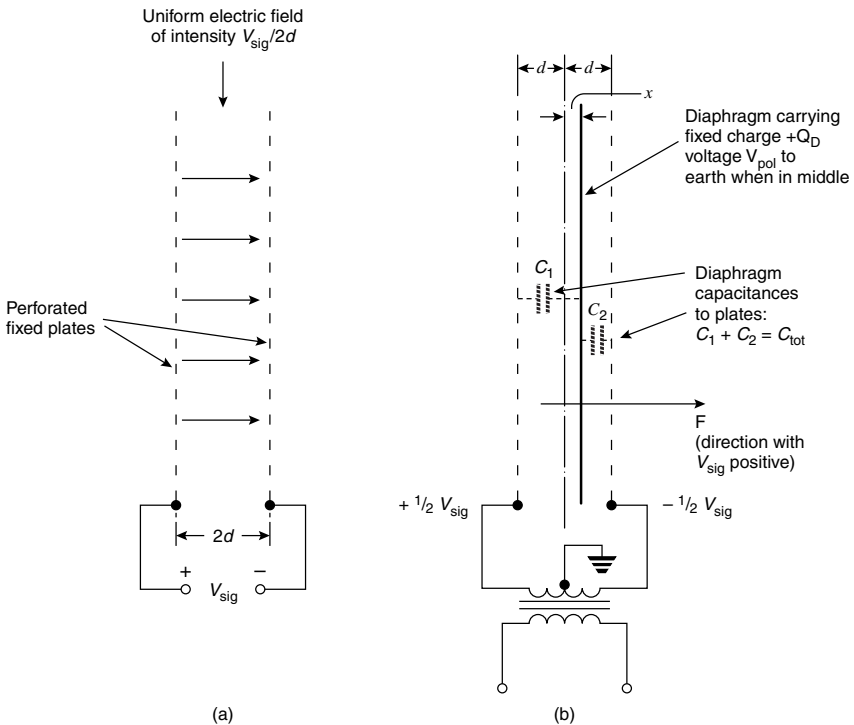 Uniform electric field
of intensity V_sig/2d
Perforated
fixed plates
2d
+ V_sig −
(a)
d d
x
Diaphragm carrying
fixed charge +Q_D
voltage V_pol to
earth when in middle
C_1
C_2
Diaphragm
capacitances
to plates:
C_1 + C_2 = C_tot
F
(direction with
V_sig positive)
+ 1/2 V_sig
− 1/2 V_sig
(b)